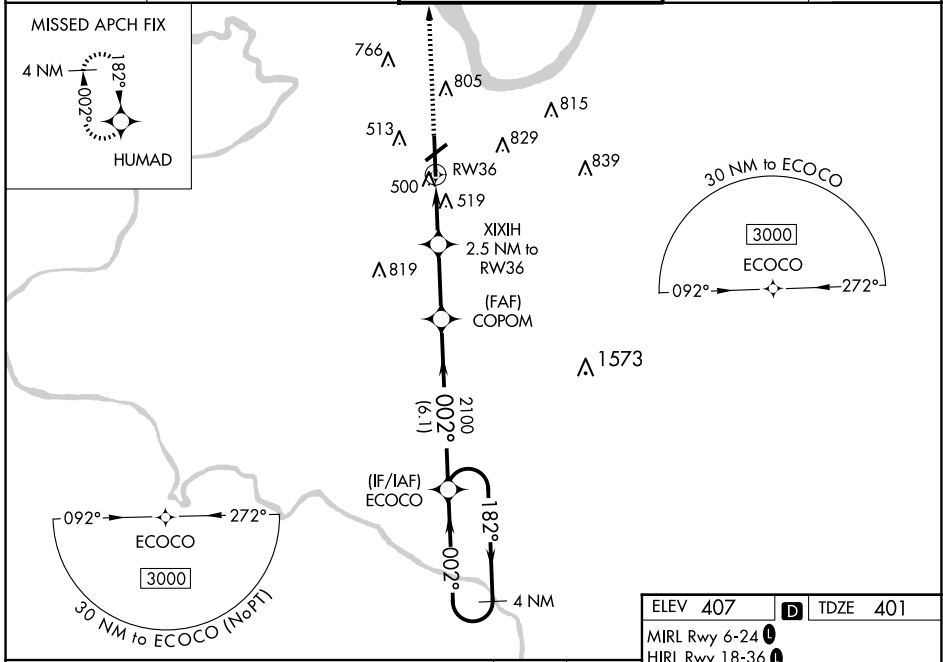 MISSED APCH FIX
4 NM
182°
002°
HUMAD
766
805
815
513
829
RW36
839
500
519
XIXIH
2.5 NM to
RW36
819
(FAF)
COPOM
30 NM to ECOCO
3000
ECOCO
092°
272°
1573
2100
002°
(6.1)
(IF/IAF)
ECOCO
182°
002°
4 NM
092°
272°
ECOCO
3000
30 NM to ECOCO (NoPT)
ELEV 407 D TDZE 401
MIRL Rwy 6-24 L
HIRL Rwy 18-36 L